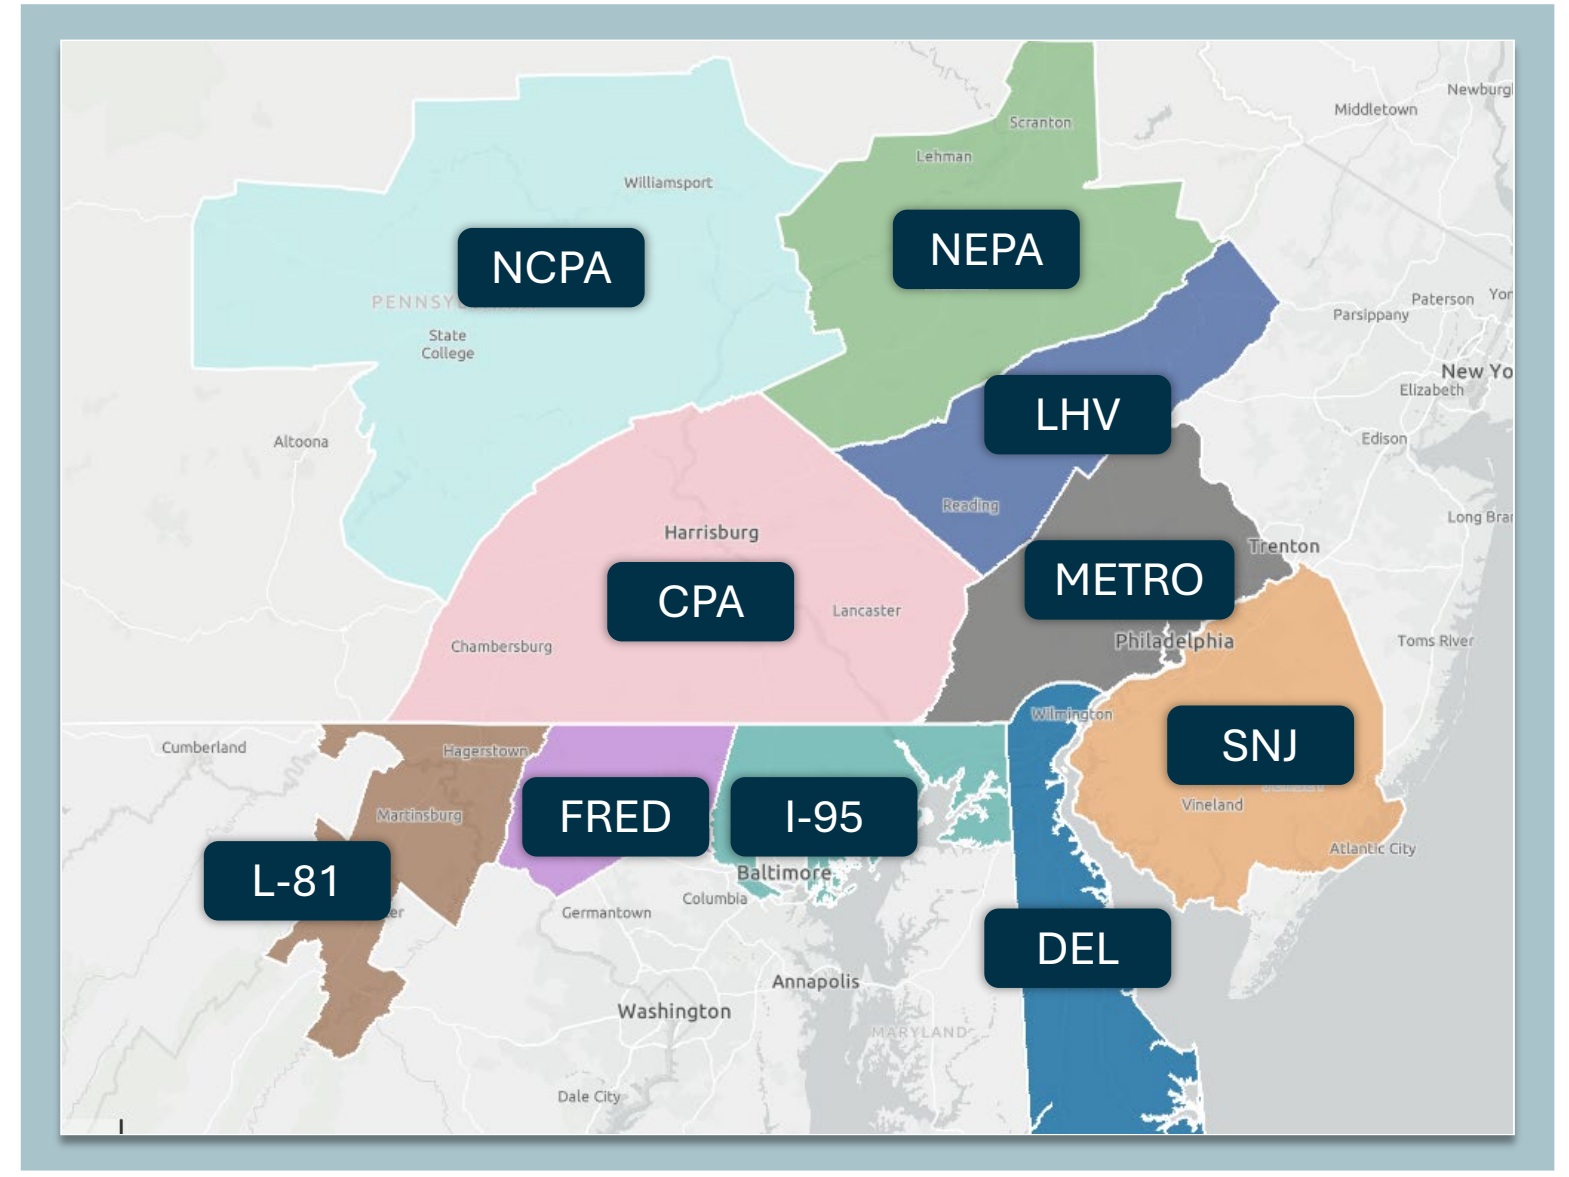 Newburg
Middletown
Scranton
Lehman
Williamsport
NEPA
NCPA
PENNSY
Paterson
Yor
Parsippany
State
College
New Yo
Elizabeth
LHV
Altoona
Edison
Reading
Long Bran
Harrisburg
Trenton
METRO
CPA
Lancaster
Chambersburg
Philadelphia
Toms River
Wilmington
Cumberland
Hagerstown
SNJ
Vineland
Martinsburg
FRED
I-95
Atlantic City
Baltimore
L-81
Columbia
Germantown
er
DEL
Annapolis
Washington
MARYLAND
Dale City